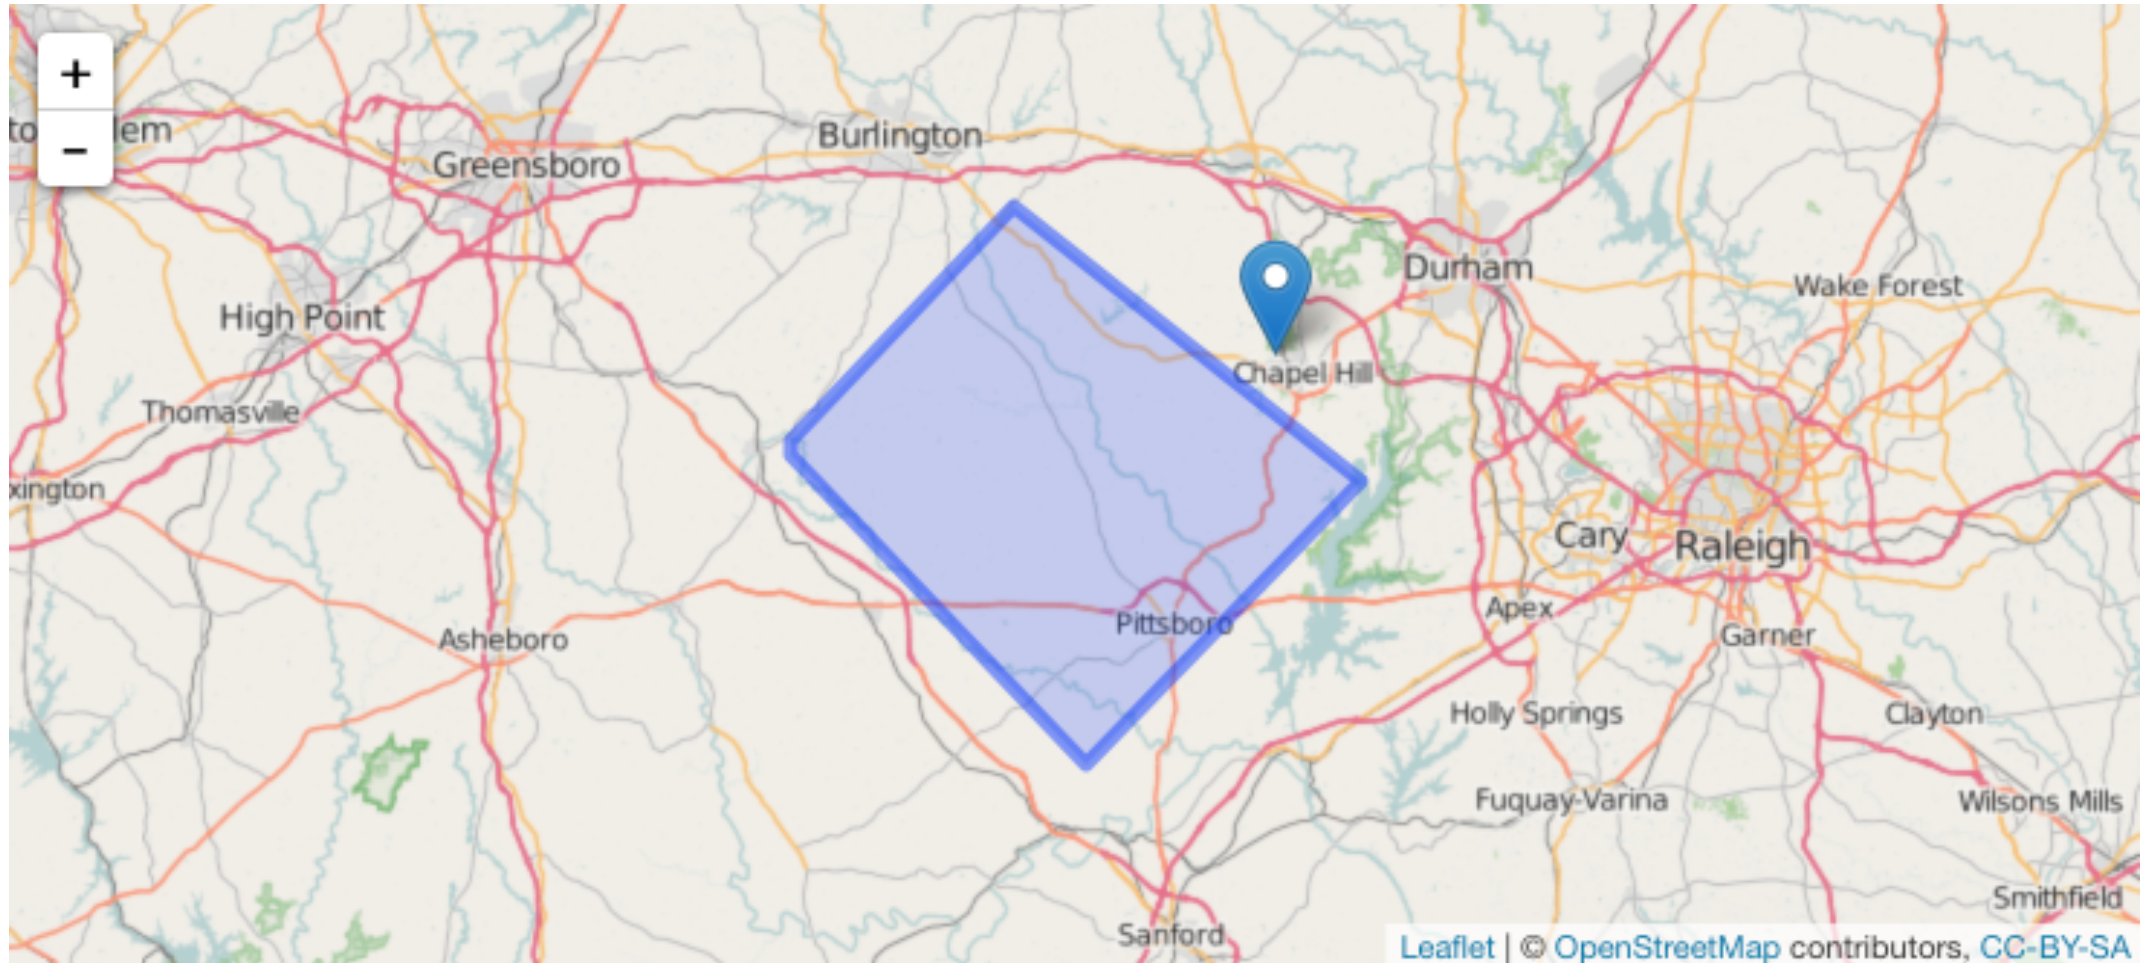 +
-
to
lem
Burlington
Greensboro
Durham
Wake Forest
High Point
Chapel Hill
Thomasville
xington
Cary
Raleigh
Apex
Pittsboro
Asheboro
Garner
Holly Springs
Clayton
Fuquay-Varina
Wilsons Mills
Smithfield
Sanford
Leaflet | © OpenStreetMap contributors, CC-BY-SA